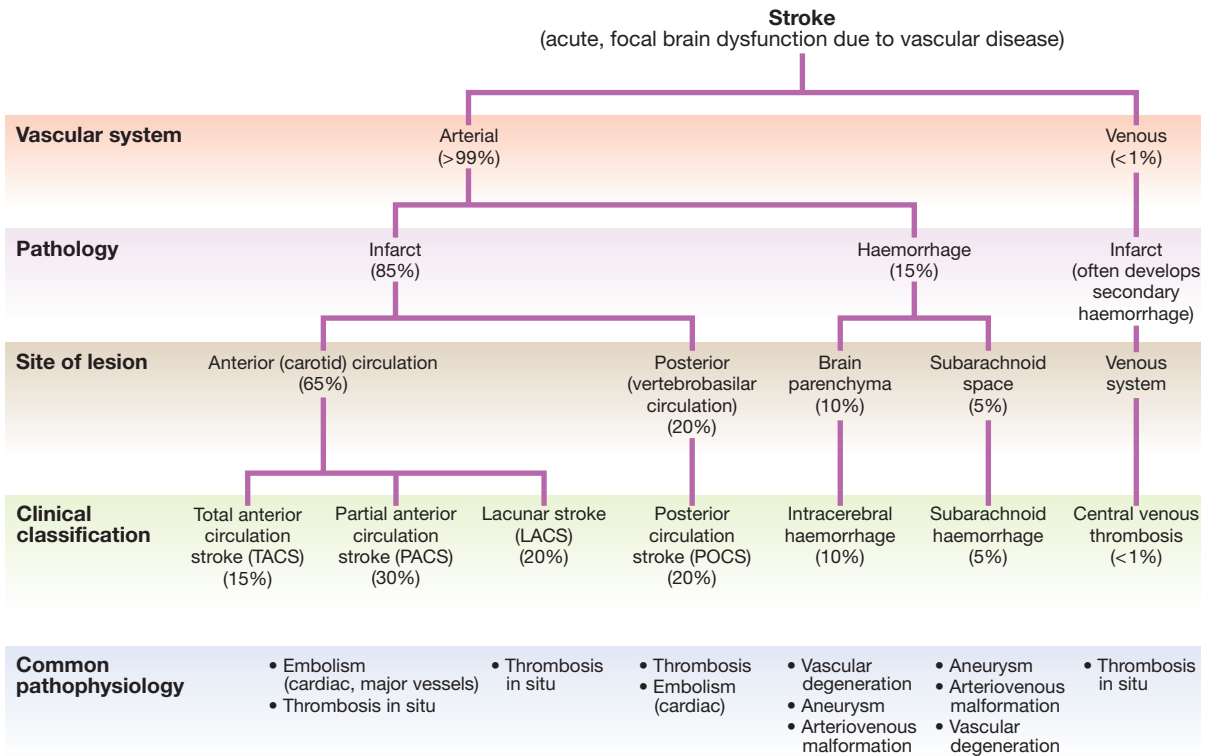 Stroke
(acute, focal brain dysfunction due to vascular disease)
Vascular system
Arterial
(>99%)
Venous
(<1%)
Pathology
Infarct
(85%)
Haemorrhage
(15%)
Infarct
(often develops
secondary
haemorrhage)
Site of lesion
Anterior (carotid) circulation
(65%)
Posterior
(vertebrobasilar
circulation)
(20%)
Brain
parenchyma
(10%)
Subarachnoid
space
(5%)
Venous
system
Clinical
classification
Total anterior
circulation
stroke (TACS)
(15%)
Partial anterior
circulation
stroke (PACS)
(30%)
Lacunar stroke
(LACS)
(20%)
Posterior
circulation
stroke (POCS)
(20%)
Intracerebral
haemorrhage
(10%)
Subarachnoid
haemorrhage
(5%)
Central venous
thrombosis
(<1%)
Common
pathophysiology
• Embolism
(cardiac, major vessels)
• Thrombosis in situ
• Thrombosis
in situ
• Thrombosis
• Embolism
(cardiac)
• Vascular
degeneration
• Aneurysm
• Arteriovenous
malformation
• Aneurysm
• Arteriovenous
malformation
• Vascular
degeneration
• Thrombosis
in situ